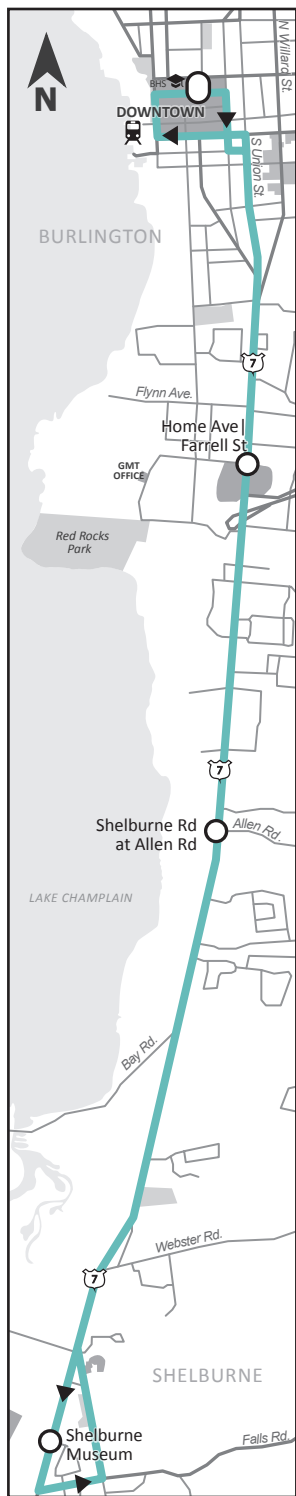 N Willard St.
BHS
DOWNTOWN
N
S Union St.
BURLINGTON
7
Flynn Ave.
Home Ave|
Farrell St
GMT
OFFICE
Red Rocks
Park
7
Shelburne Rd
at Allen Rd
Allen Rd.
LAKE CHAMPLAIN
Bay Rd.
Webster Rd.
7
SHELBURNE
Shelburne
Museum
Falls Rd.